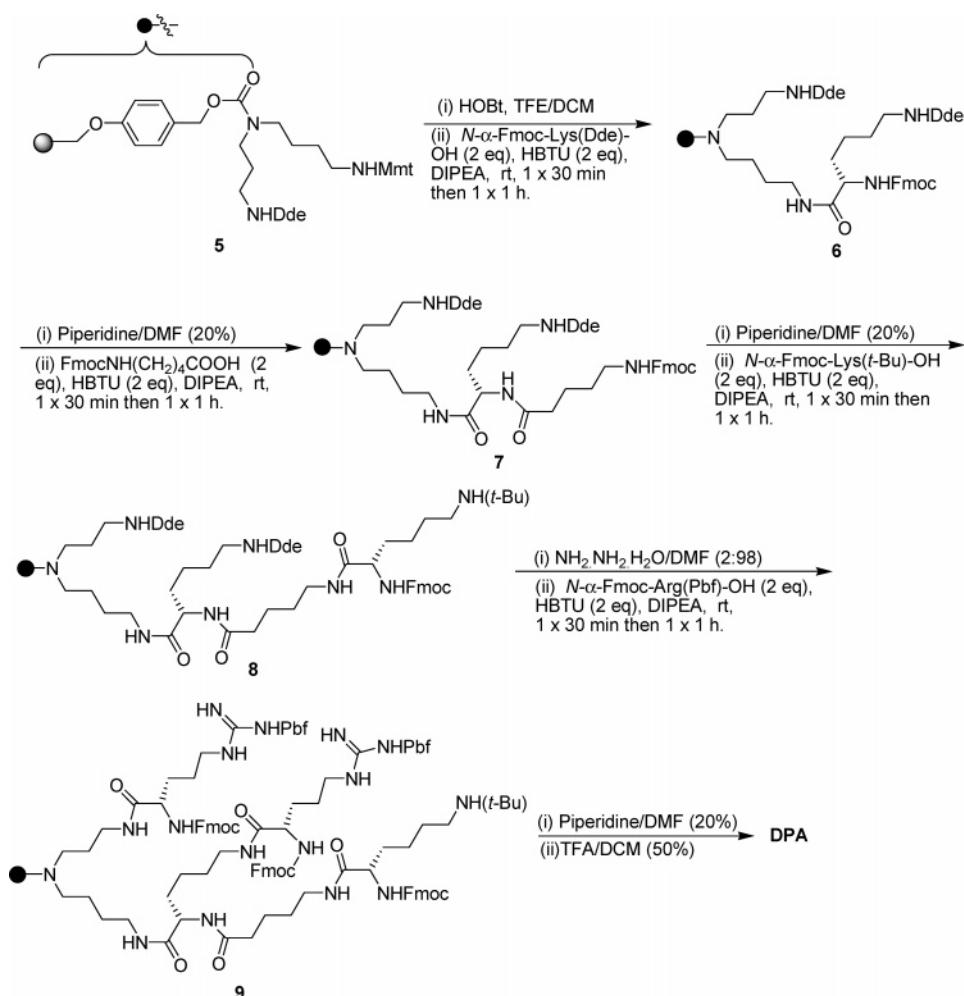 O
O
O
N
NHMmt
NHDde
5
(i) HOBt, TFE/DCM
(ii) N-α-Fmoc-Lys(Dde)-
OH (2 eq), HBTU (2 eq),
DIPEA, rt, 1 x 30 min
then 1 x 1 h.
NHDde
NHDde
N
NHFmoc
HN
O
6
(i) Piperidine/DMF (20%)
(ii) FmocNH(CH2)4COOH (2
eq), HBTU (2 eq), DIPEA, rt,
1 x 30 min then 1 x 1 h.
NHDde
NHDde
N
NHFmoc
HN
NH
O
O
7
(i) Piperidine/DMF (20%)
(ii) N-α-Fmoc-Lys(t-Bu)-OH
(2 eq), HBTU (2 eq),
DIPEA, rt, 1 x 30 min then
1 x 1 h.
NH(t-Bu)
NHDde
NHDde
O
N
HN
NHFmoc
HN
NH
O
O
8
(i) NH2.NH2.H2O/DMF (2:98)
(ii) N-α-Fmoc-Arg(Pbf)-OH (2 eq),
HBTU (2 eq), DIPEA, rt,
1 x 30 min then 1 x 1 h.
HN
NHPbf
NH
HN
NHPbf
NH
O
NHFmoc
HN
O
HN
NH
Fmoc
NH(t-Bu)
O
N
HN
NHFmoc
HN
NH
O
O
9
(i) Piperidine/DMF (20%)
(ii)TFA/DCM (50%)
DPA